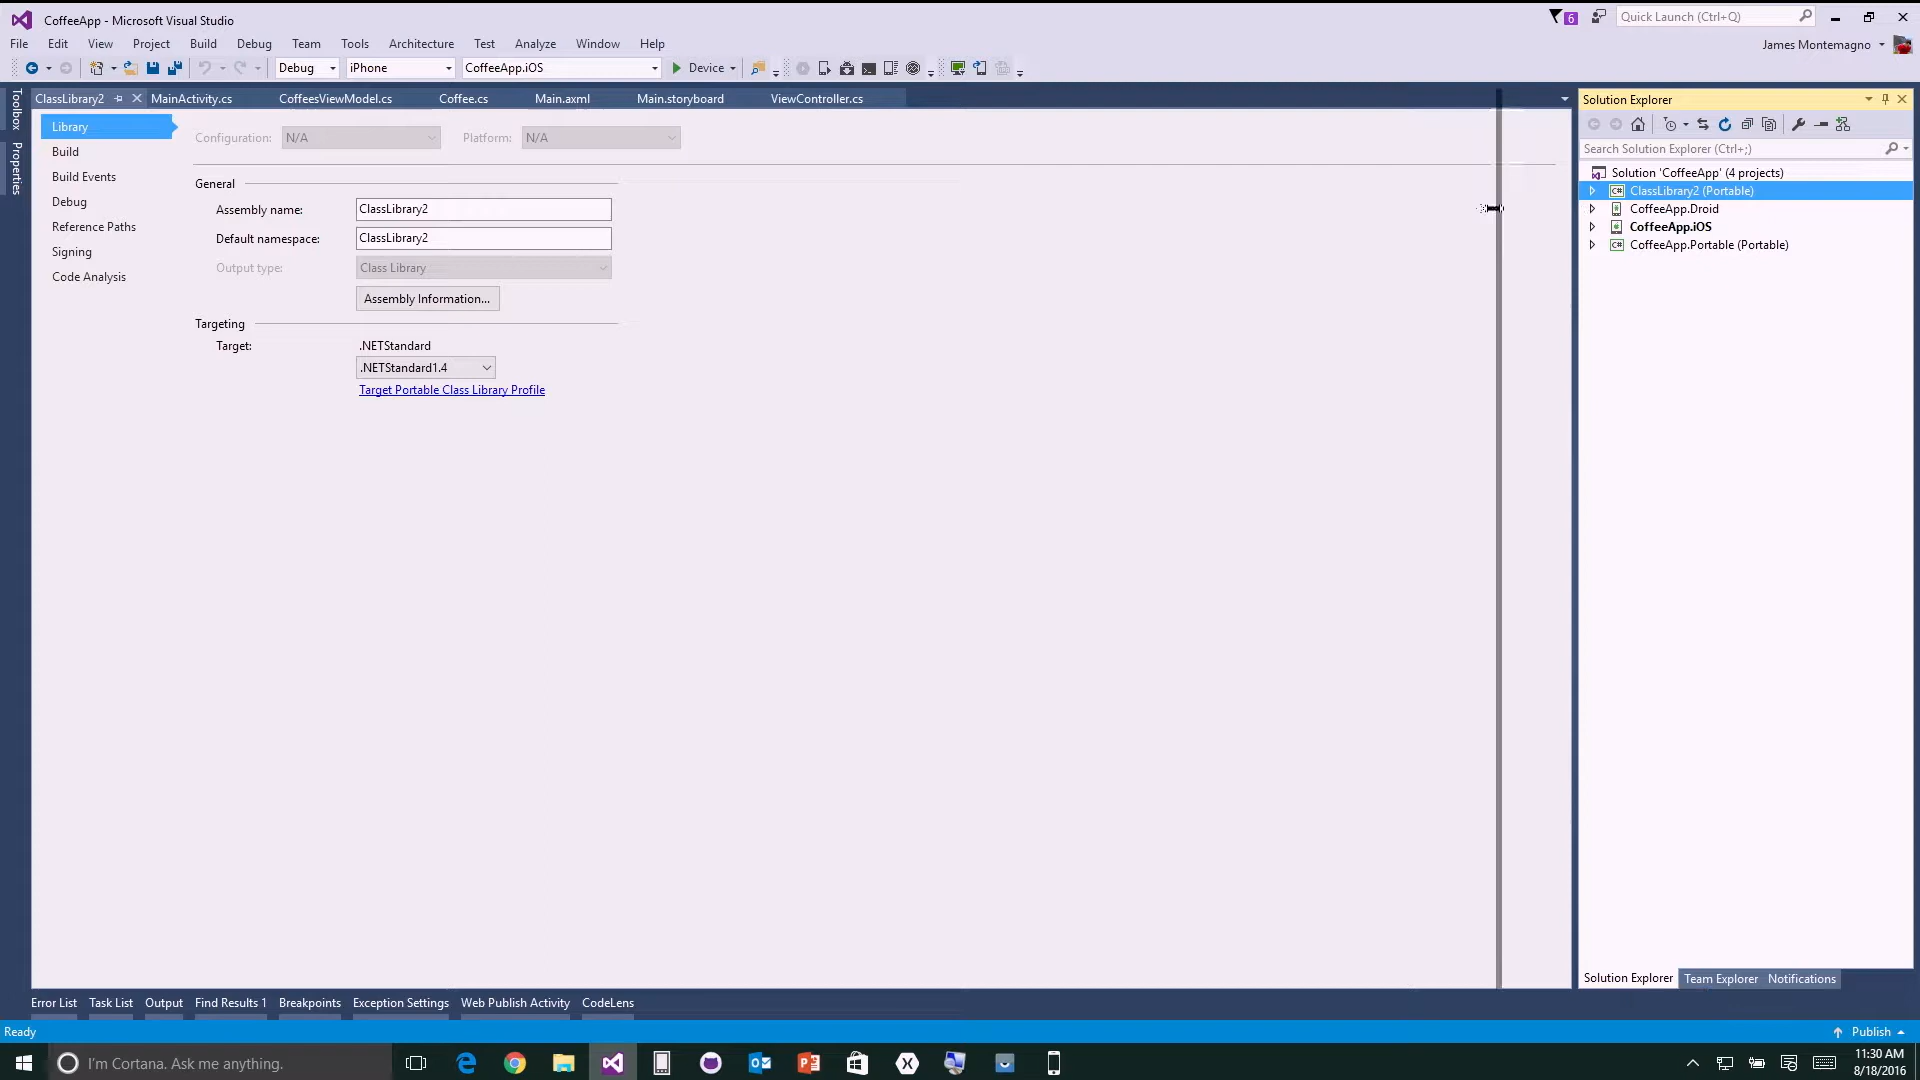 CoffeeApp - Microsoft Visual Studio
6
Quick Launch (Ctrl+Q)
File Edit View Project Build Debug Team Tools Architecture Test Analyze Window Help
James Montemagno
Debug iPhone CoffeeApp.iOS Device
Toolbox
Properties
ClassLibrary2 MainActivity.cs CoffeesViewModel.cs Coffee.cs Main.axml Main.storyboard ViewController.cs
Library
Build
Build Events
Debug
Reference Paths
Signing
Code Analysis
Configuration: N/A Platform: N/A
General
Assembly name: ClassLibrary2
Default namespace: ClassLibrary2
Output type: Class Library
Assembly Information...
Targeting
Target: .NETStandard
.NETStandard1.4
Target Portable Class Library Profile
Solution Explorer
Search Solution Explorer (Ctrl+;)
Solution 'CoffeeApp' (4 projects)
C# ClassLibrary2 (Portable)
CoffeeApp.Droid
CoffeeApp.iOS
C# CoffeeApp.Portable (Portable)
Solution Explorer Team Explorer Notifications
Error List Task List Output Find Results 1 Breakpoints Exception Settings Web Publish Activity CodeLens
Ready
Publish
I'm Cortana. Ask me anything.
11:30 AM
8/18/2016